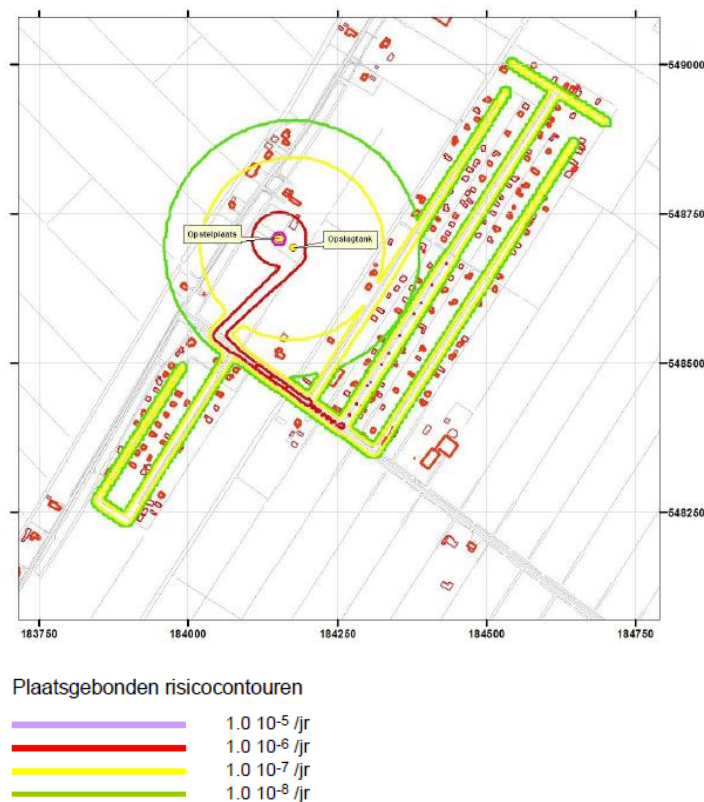 549000
548750
Opstelplaats
Opslagtank
548500
548250
183750 184000 184250 184500 184750
Plaatsgebonden risicocontouren
1.0 10-5 /jr
1.0 10-6 /jr
1.0 10-7 /jr
1.0 10-8 /jr